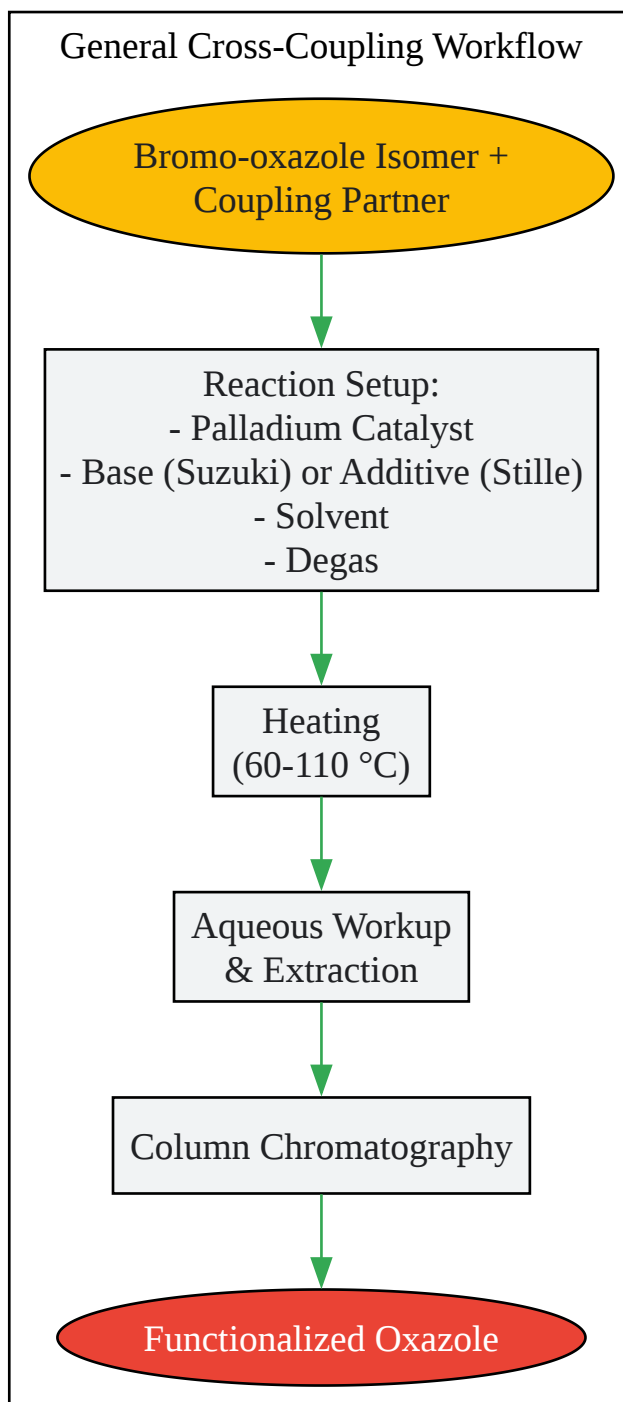 General Cross-Coupling Workflow
Bromo-oxazole Isomer +
Coupling Partner
Reaction Setup:
- Palladium Catalyst
- Base (Suzuki) or Additive (Stille)
- Solvent
- Degas
Heating
(60-110 °C)
Aqueous Workup
& Extraction
Column Chromatography
Functionalized Oxazole